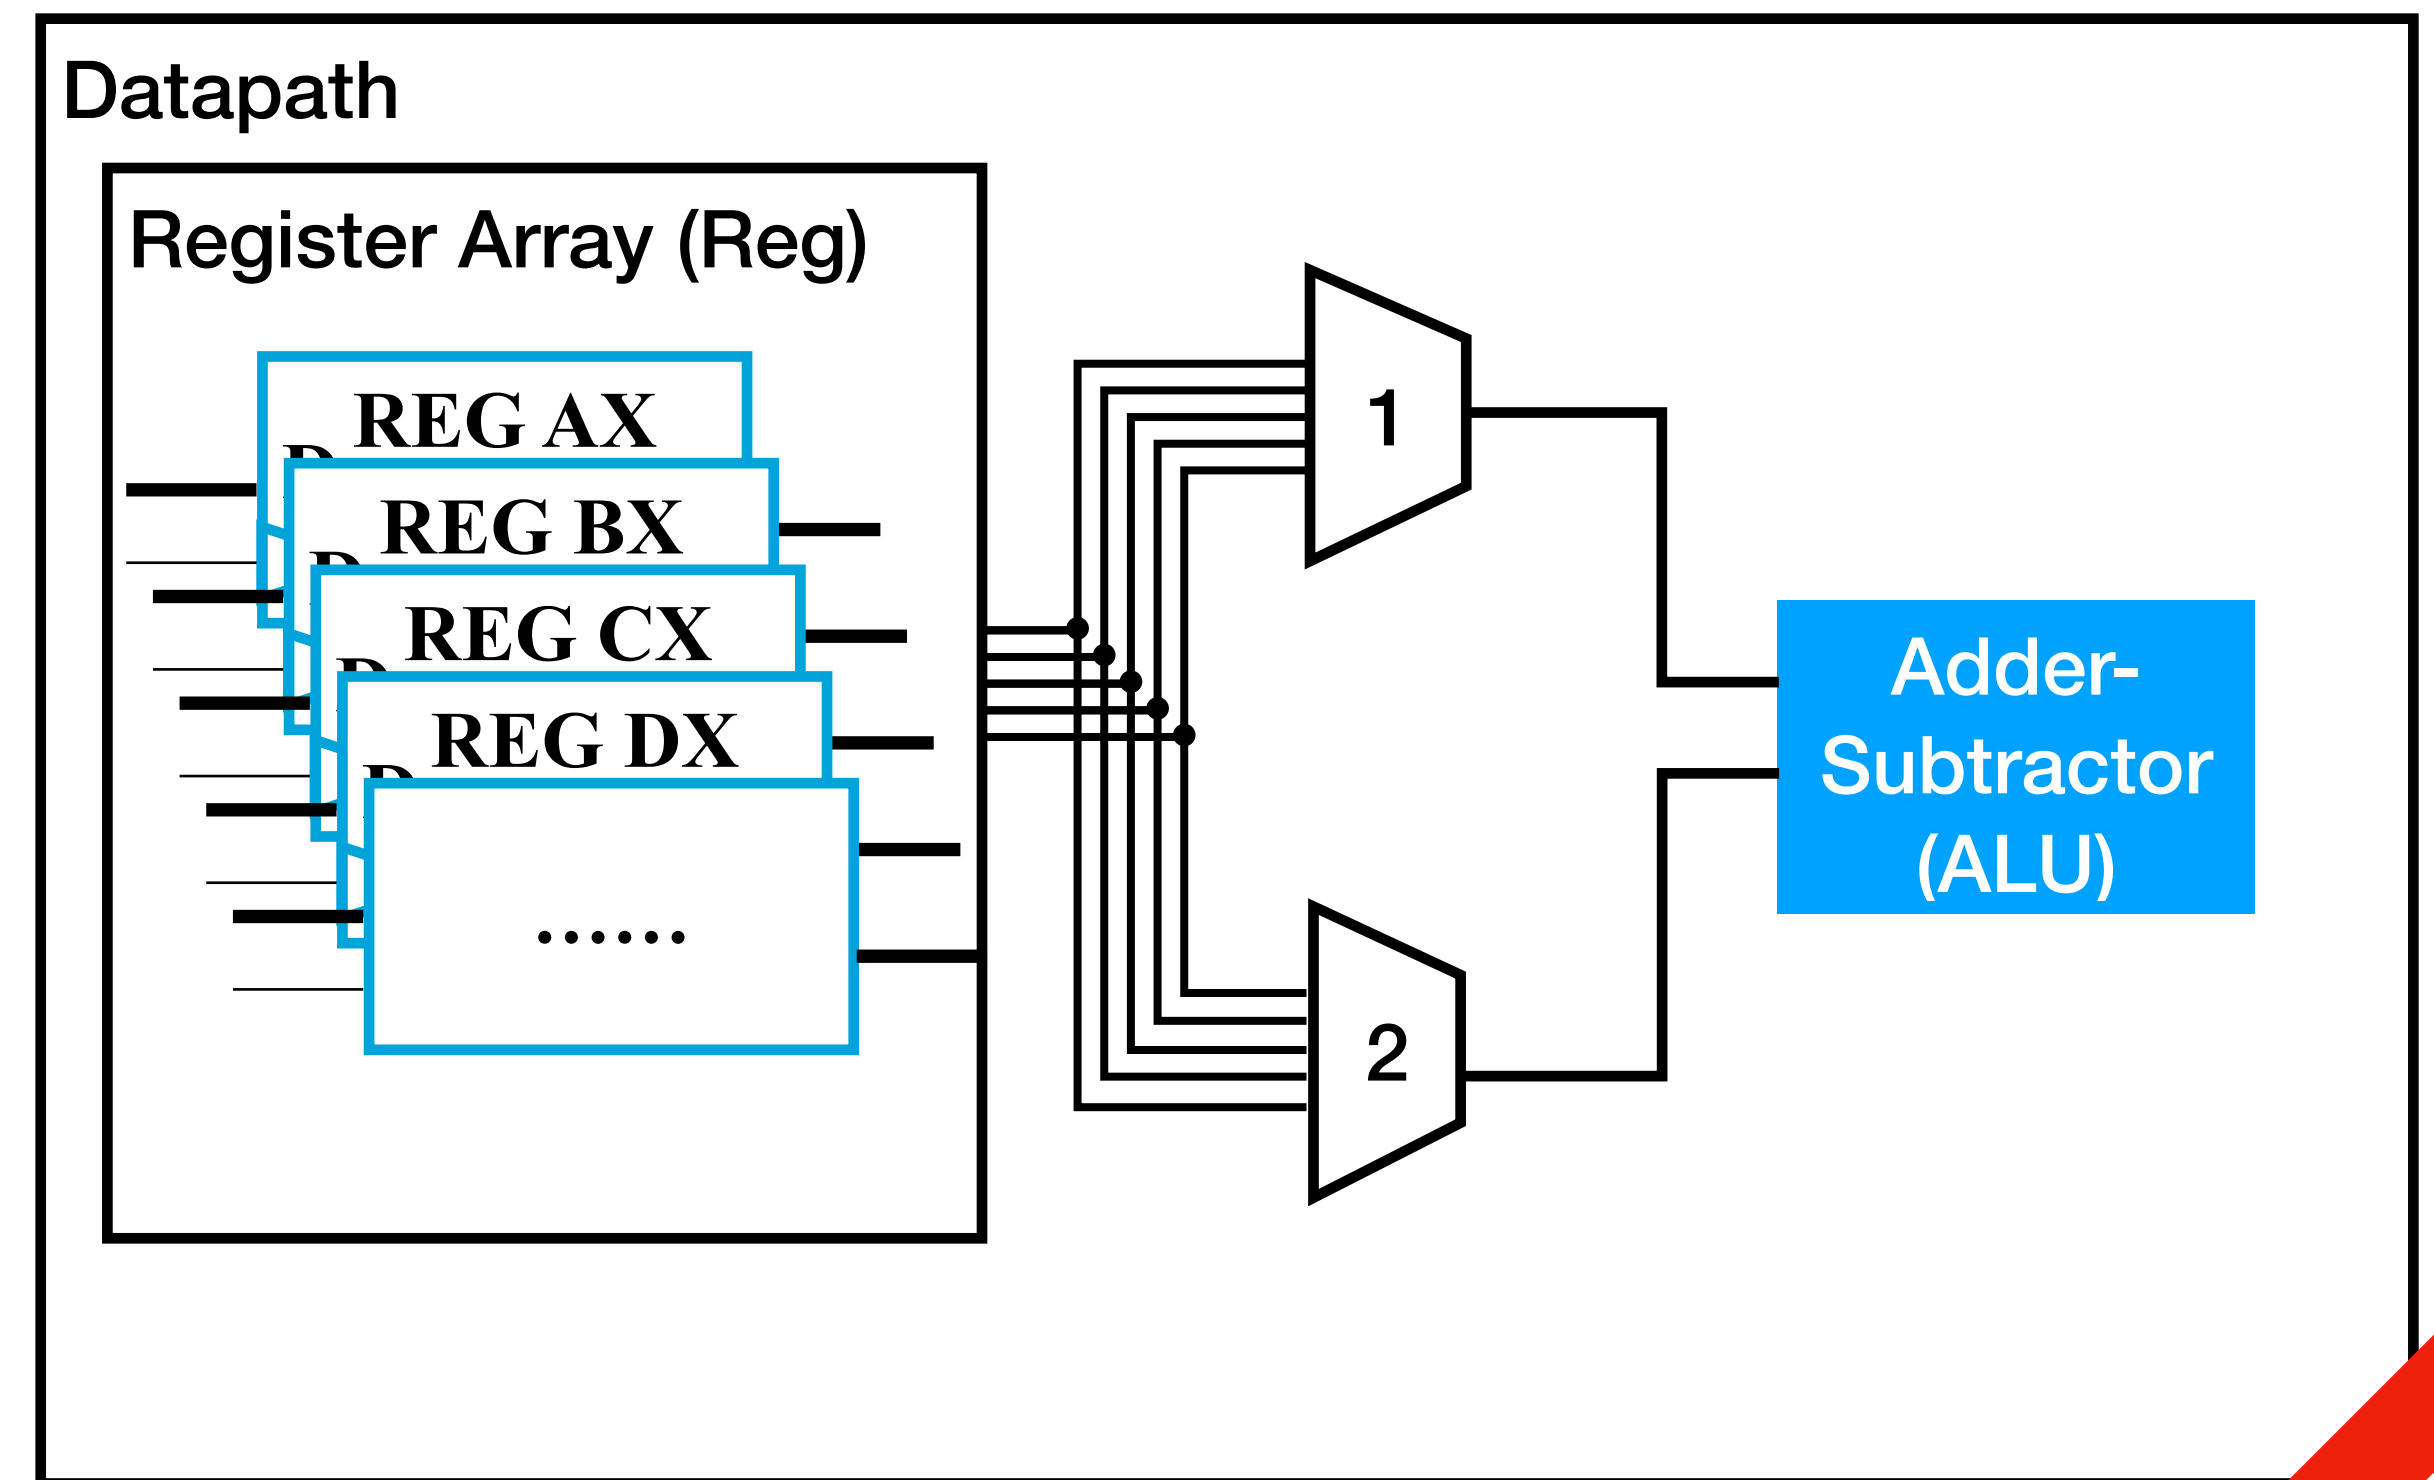 Datapath
Register Array (Reg)
REG AX
D
REG BX
D
REG CX
D
REG DX
D
......
1
2
Adder-
Subtractor
(ALU)